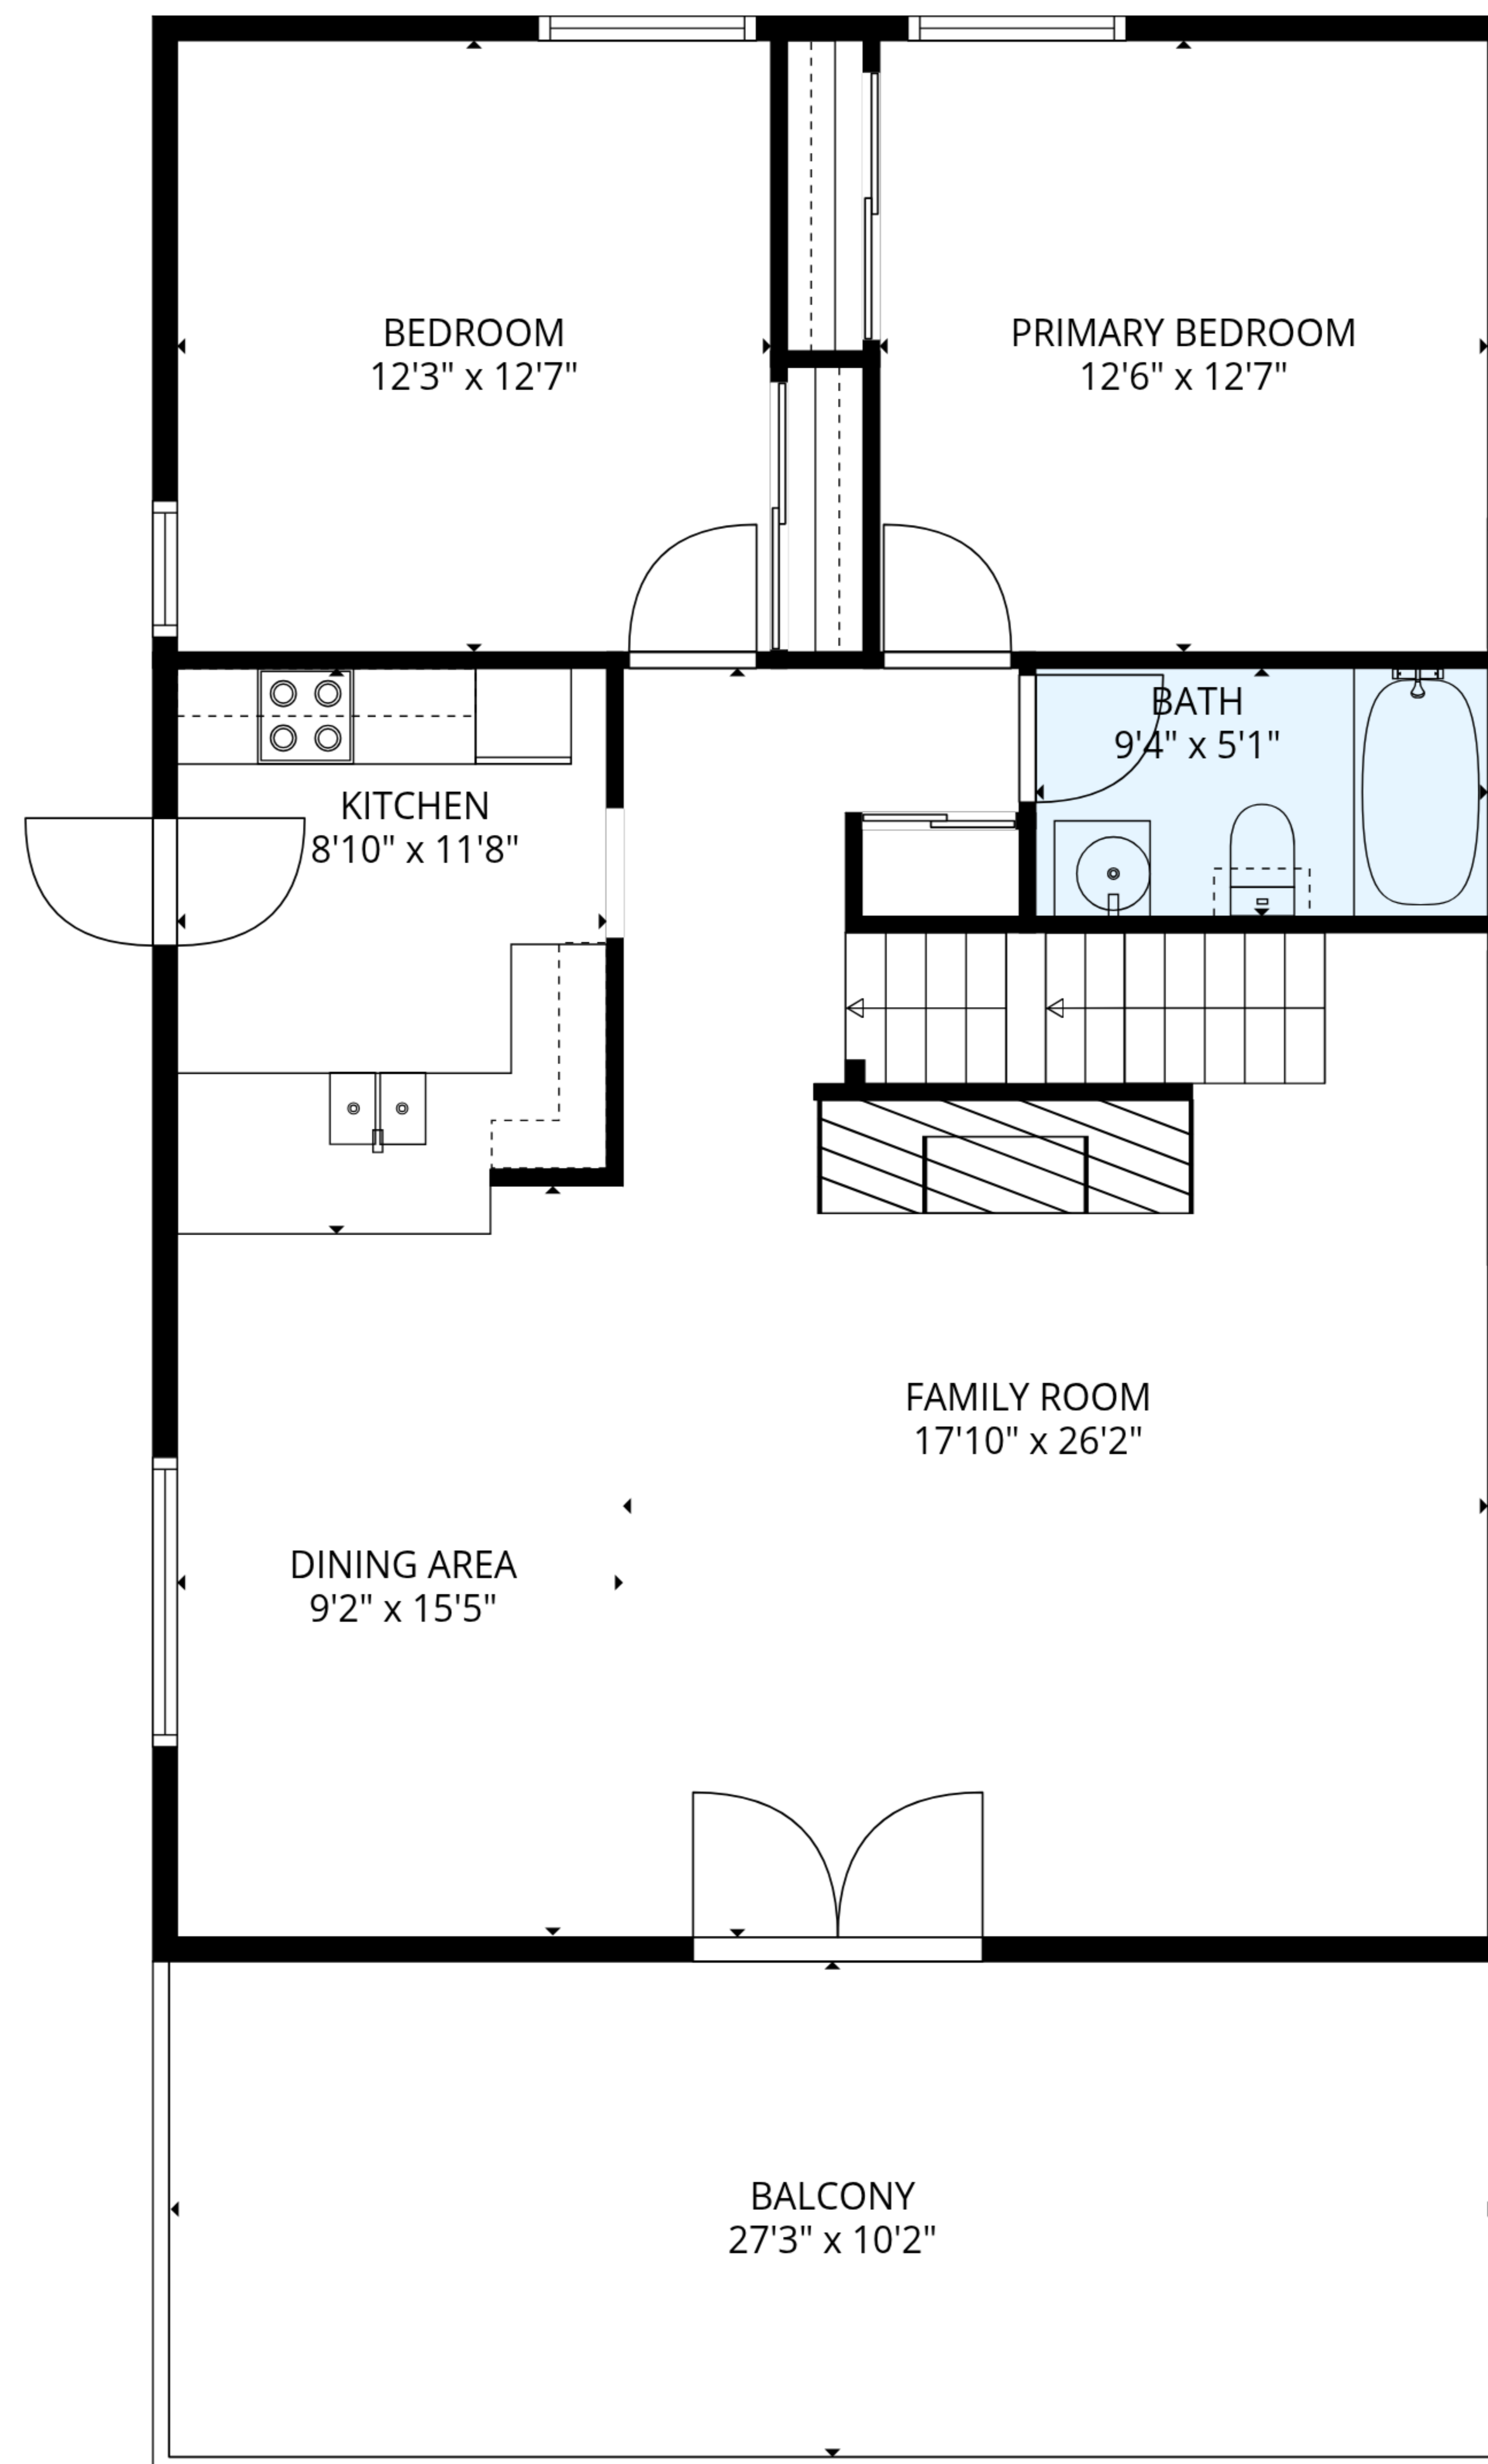 BEDROOM
12'3" x 12'7"
PRIMARY BEDROOM
12'6" x 12'7"
BATH
9'4" x 5'1"
KITCHEN
8'10" x 11'8"
FAMILY ROOM
17'10" x 26'2"
DINING AREA
9'2" x 15'5"
BALCONY
27'3" x 10'2"